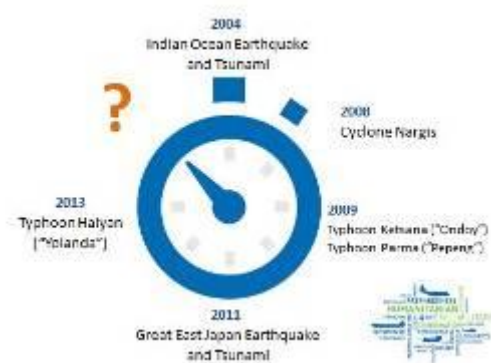 2004
Indian Ocean Earthquake
and Tsunami
?
2008
Cyclone Nargis
2013
Typhoon Haiyan
("Yolanda")
2009
Typhoon Ketsana ("Ondoy")
Typhoon Parma ("Pepeng")
2011
Great East Japan Earthquake
and Tsunami
HUMANITARIAN